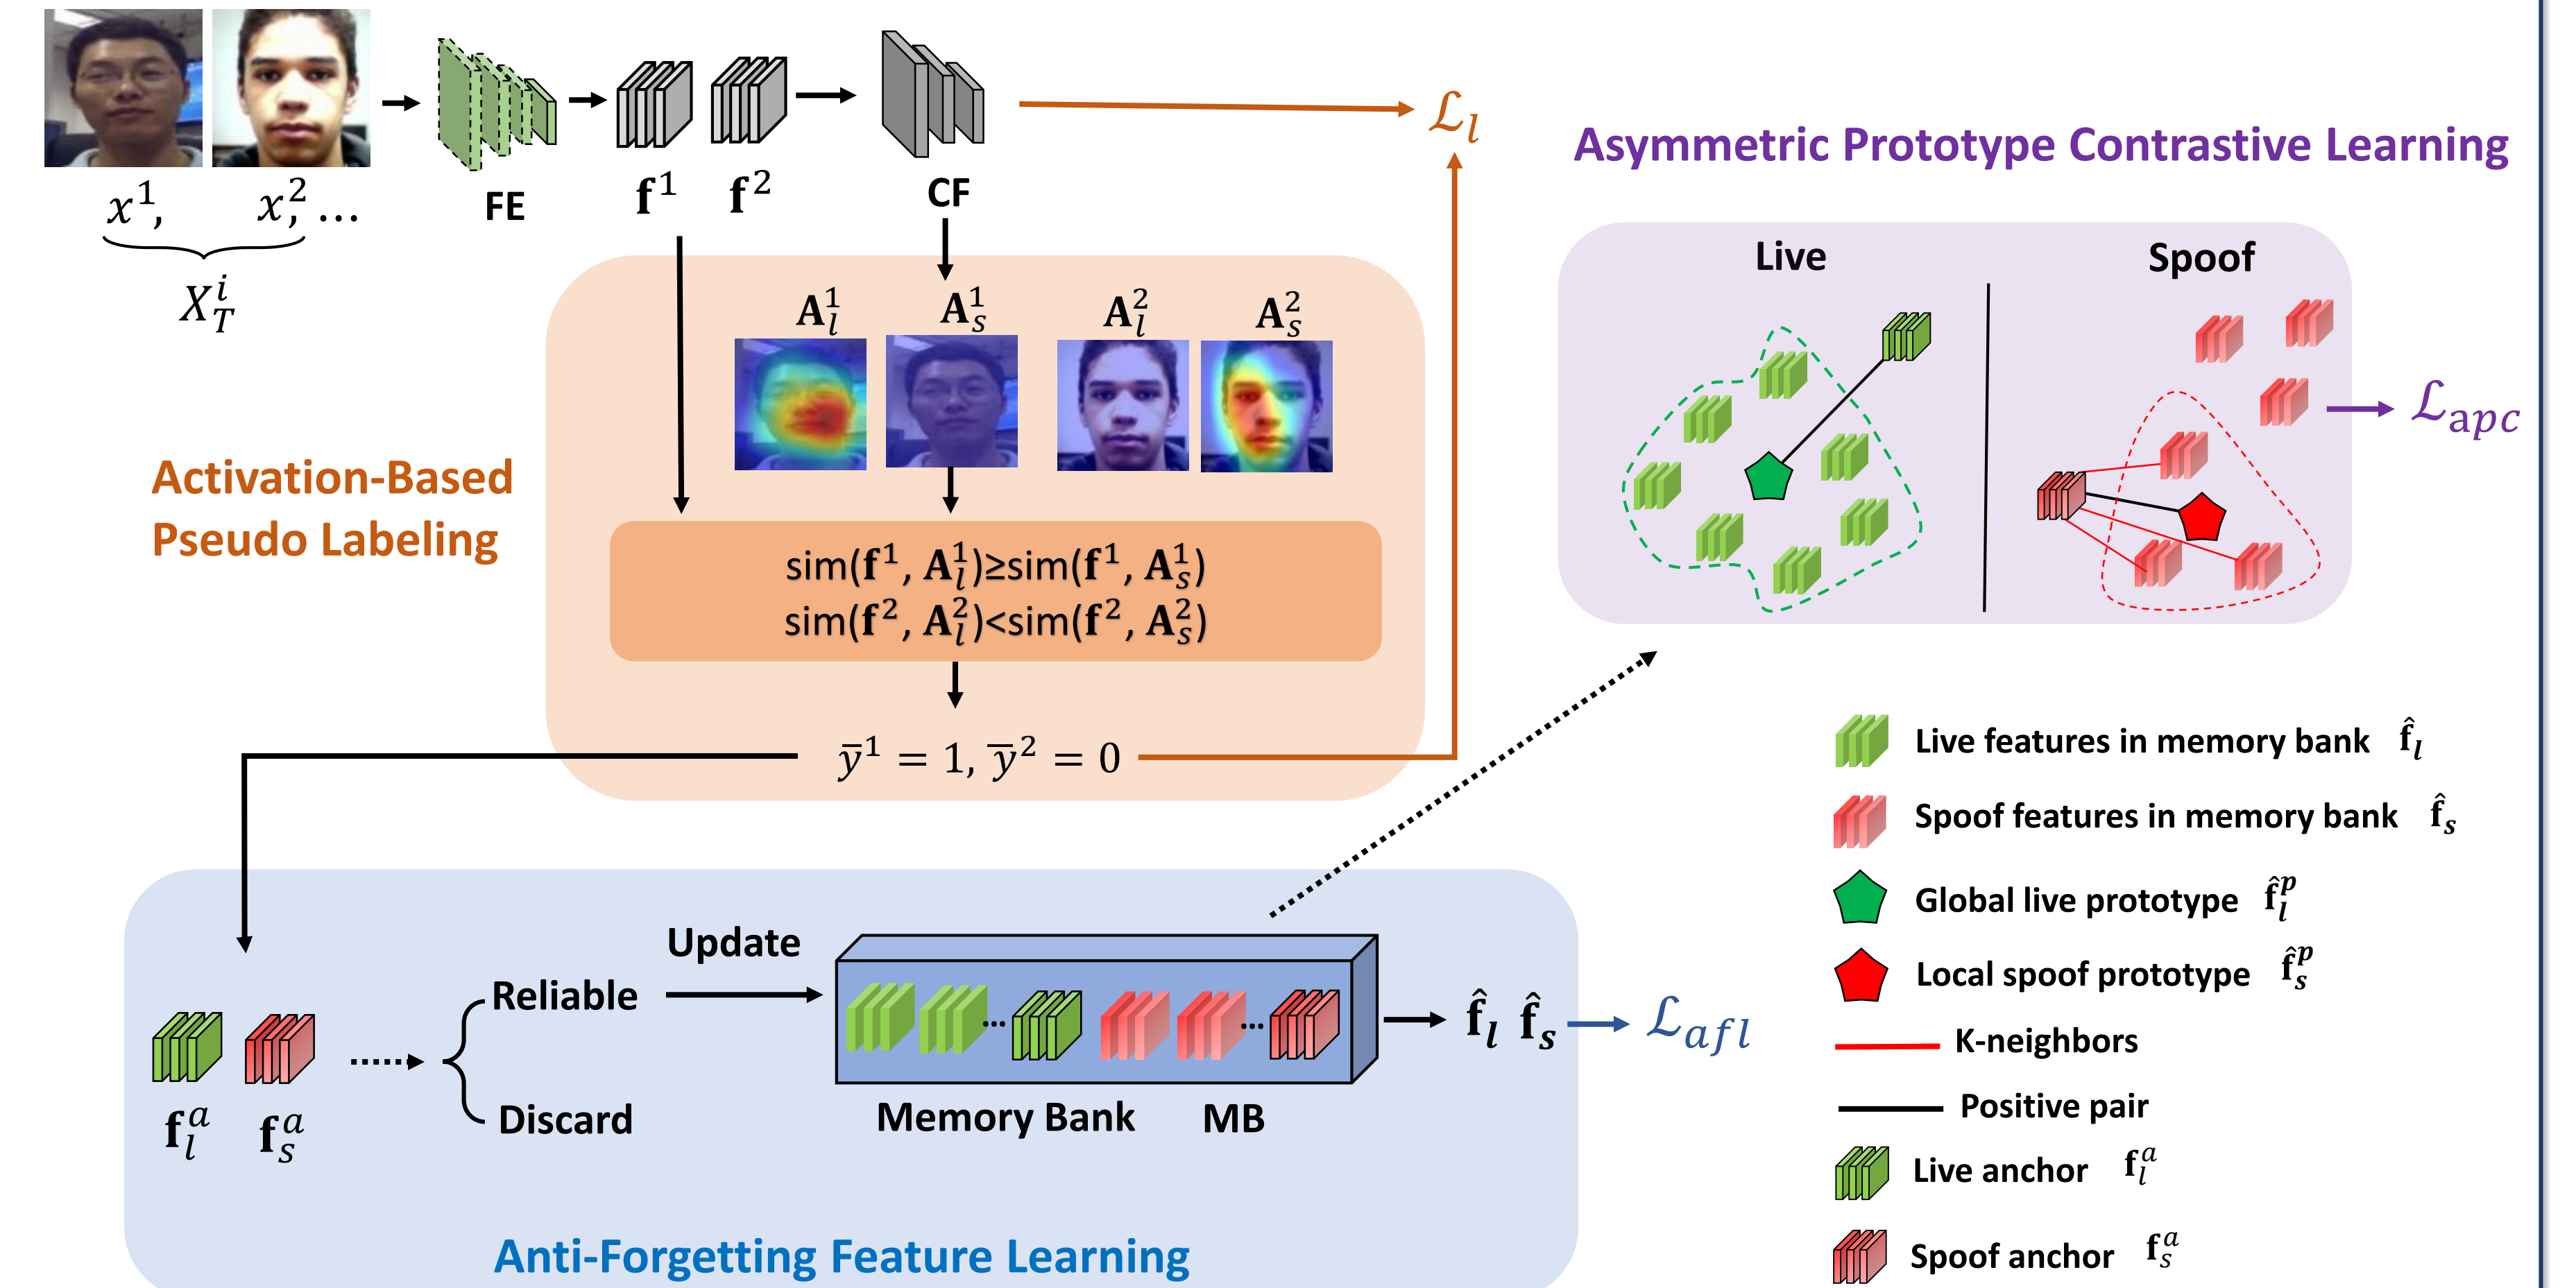 x¹, x², ...
X_T^i
FE
f¹ f²
CF
ℒ_l
Asymmetric Prototype Contrastive Learning
Live
Spoof
ℒ_apc
A_l^1 A_s^1 A_l^2 A_s^2
Activation-Based
Pseudo Labeling
sim(f¹, A_l^1)≥sim(f¹, A_s^1)
sim(f², A_l^2)<sim(f², A_s^2)
y̅¹ = 1, y̅² = 0
Live features in memory bank f̂_l
Spoof features in memory bank f̂_s
Global live prototype f̂_l^p
Local spoof prototype f̂_s^p
K-neighbors
Positive pair
Live anchor f_l^a
Spoof anchor f_s^a
Update
Reliable
Discard
f_l^a f_s^a
... ...
Memory Bank MB
f̂_l f̂_s
ℒ_afl
Anti-Forgetting Feature Learning